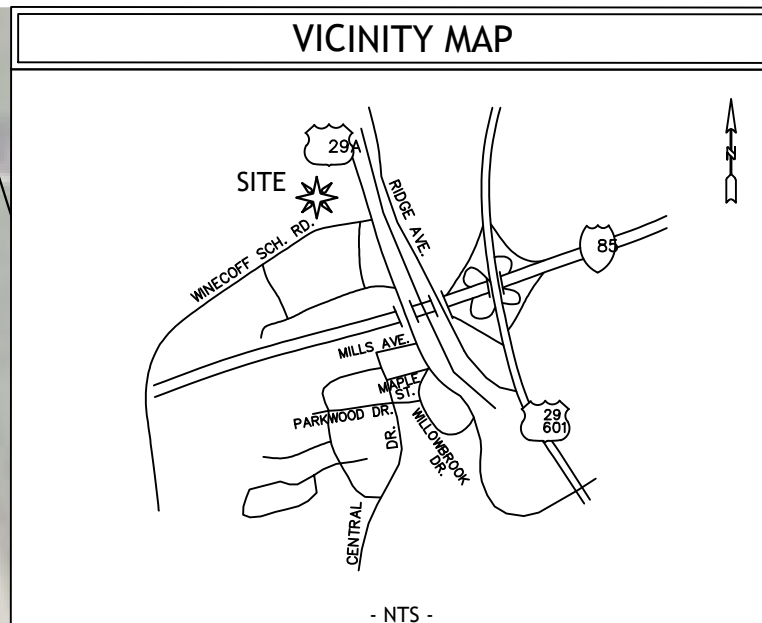 VICINITY MAP
29A
SITE
N
RIDGE AVE.
WINECOFF SCH. RD.
85
MILLS AVE.
MAPLE
ST.
PARKWOOD DR.
29
601
WILLOWBROOK
DR.
CENTRAL DR.
- NTS -